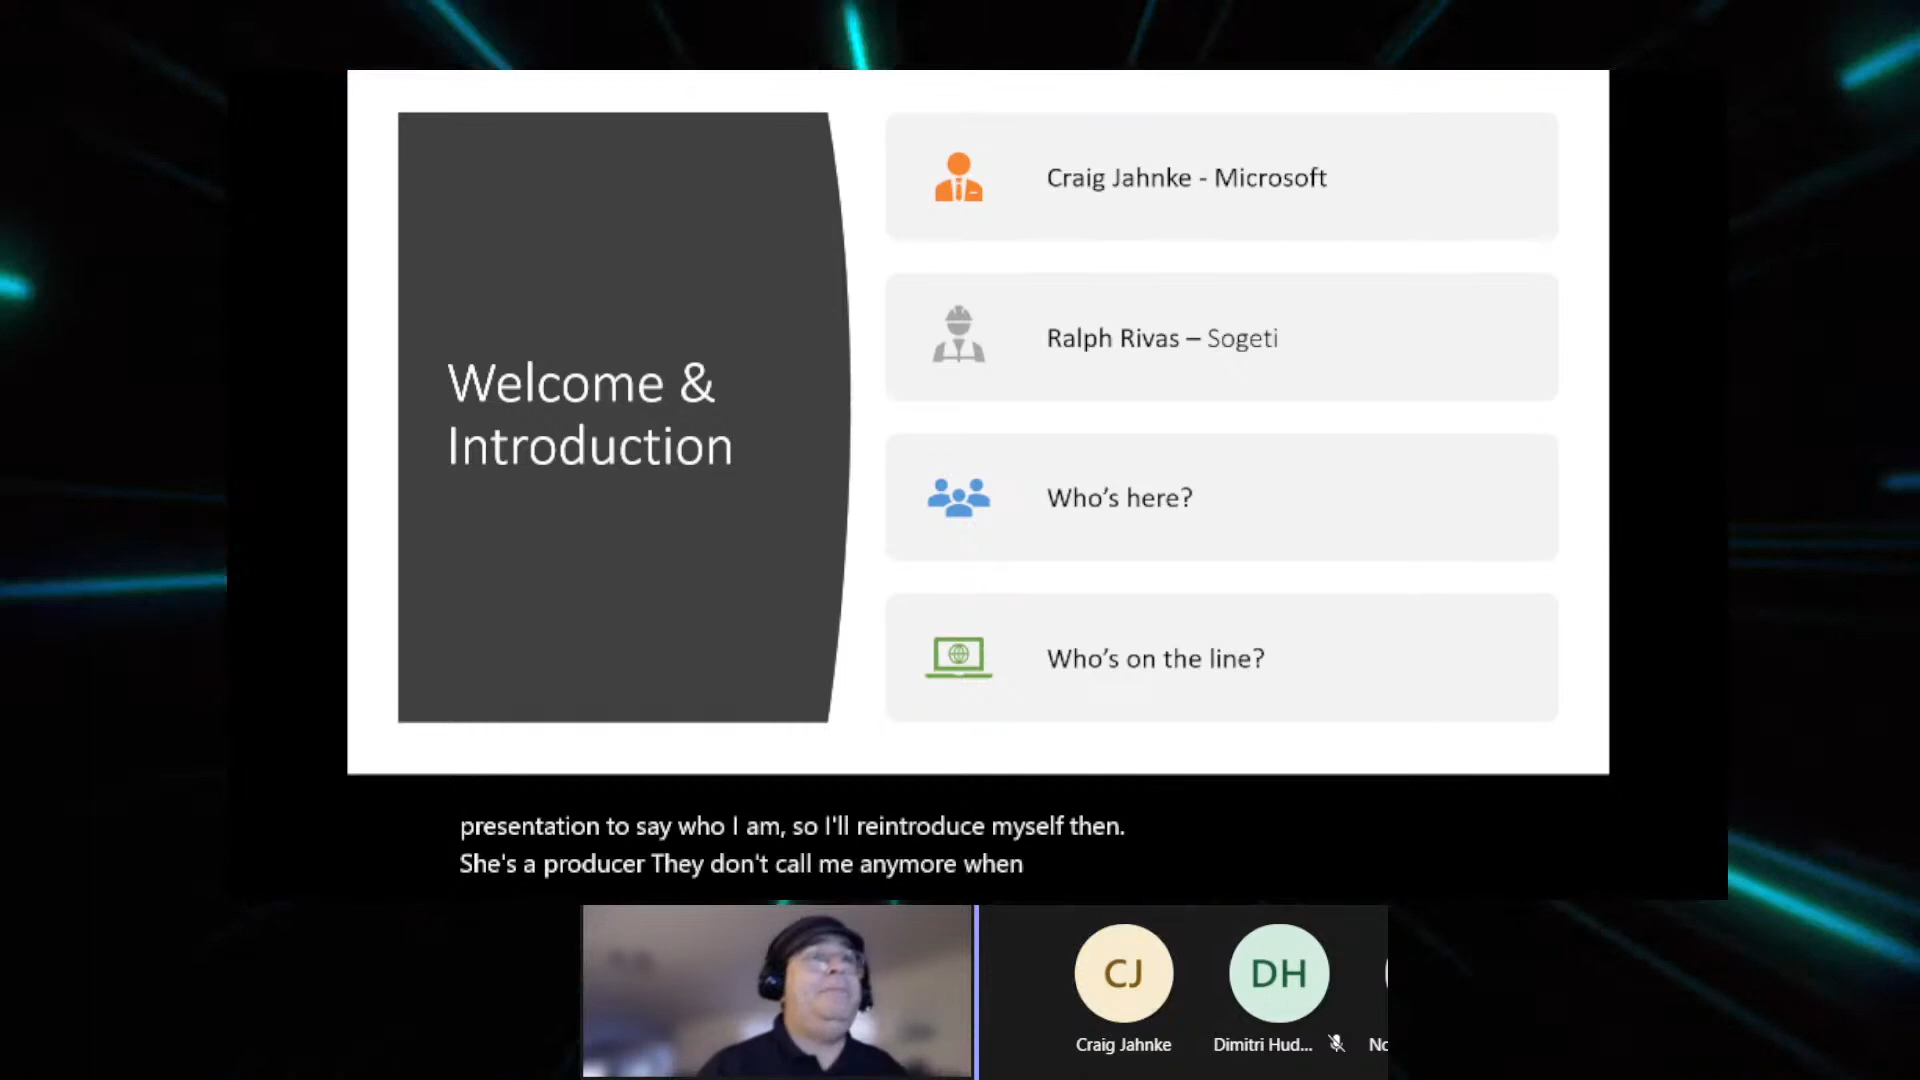 Welcome &
Introduction
Craig Jahnke - Microsoft
Ralph Rivas – Sogeti
Who’s here?
Who’s on the line?
presentation to say who I am, so I'll reintroduce myself then.
She's a producer They don't call me anymore when
CJ
DH
Craig Jahnke
Dimitri Hud...